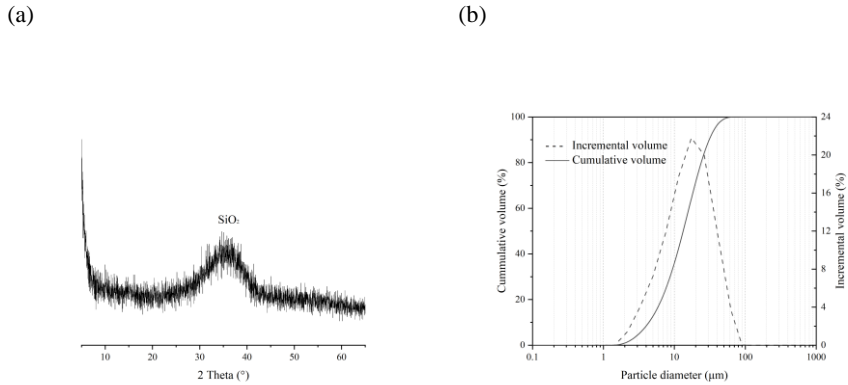 (a)
SiO₂
10 20 30 40 50 60
2 Theta (°)
(b)
100 80 60 40 20 0
Cummulative volume (%)
Incremental volume
Cumulative volume
24 20 16 12 8 4 0
Incremental volume (%)
0.1 1 10 100 1000
Particle diameter (μm)